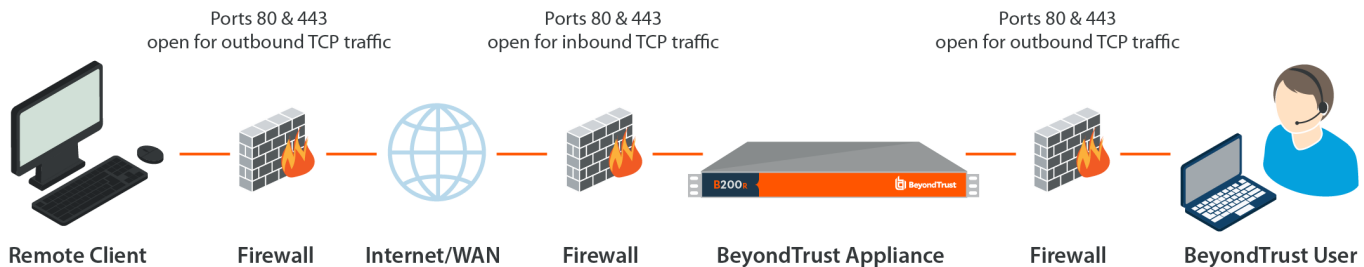 Ports 80 & 443
open for outbound TCP traffic
Ports 80 & 443
open for inbound TCP traffic
Ports 80 & 443
open for outbound TCP traffic
B200R
BeyondTrust
Remote Client
Firewall
Internet/WAN
Firewall
BeyondTrust Appliance
Firewall
BeyondTrust User